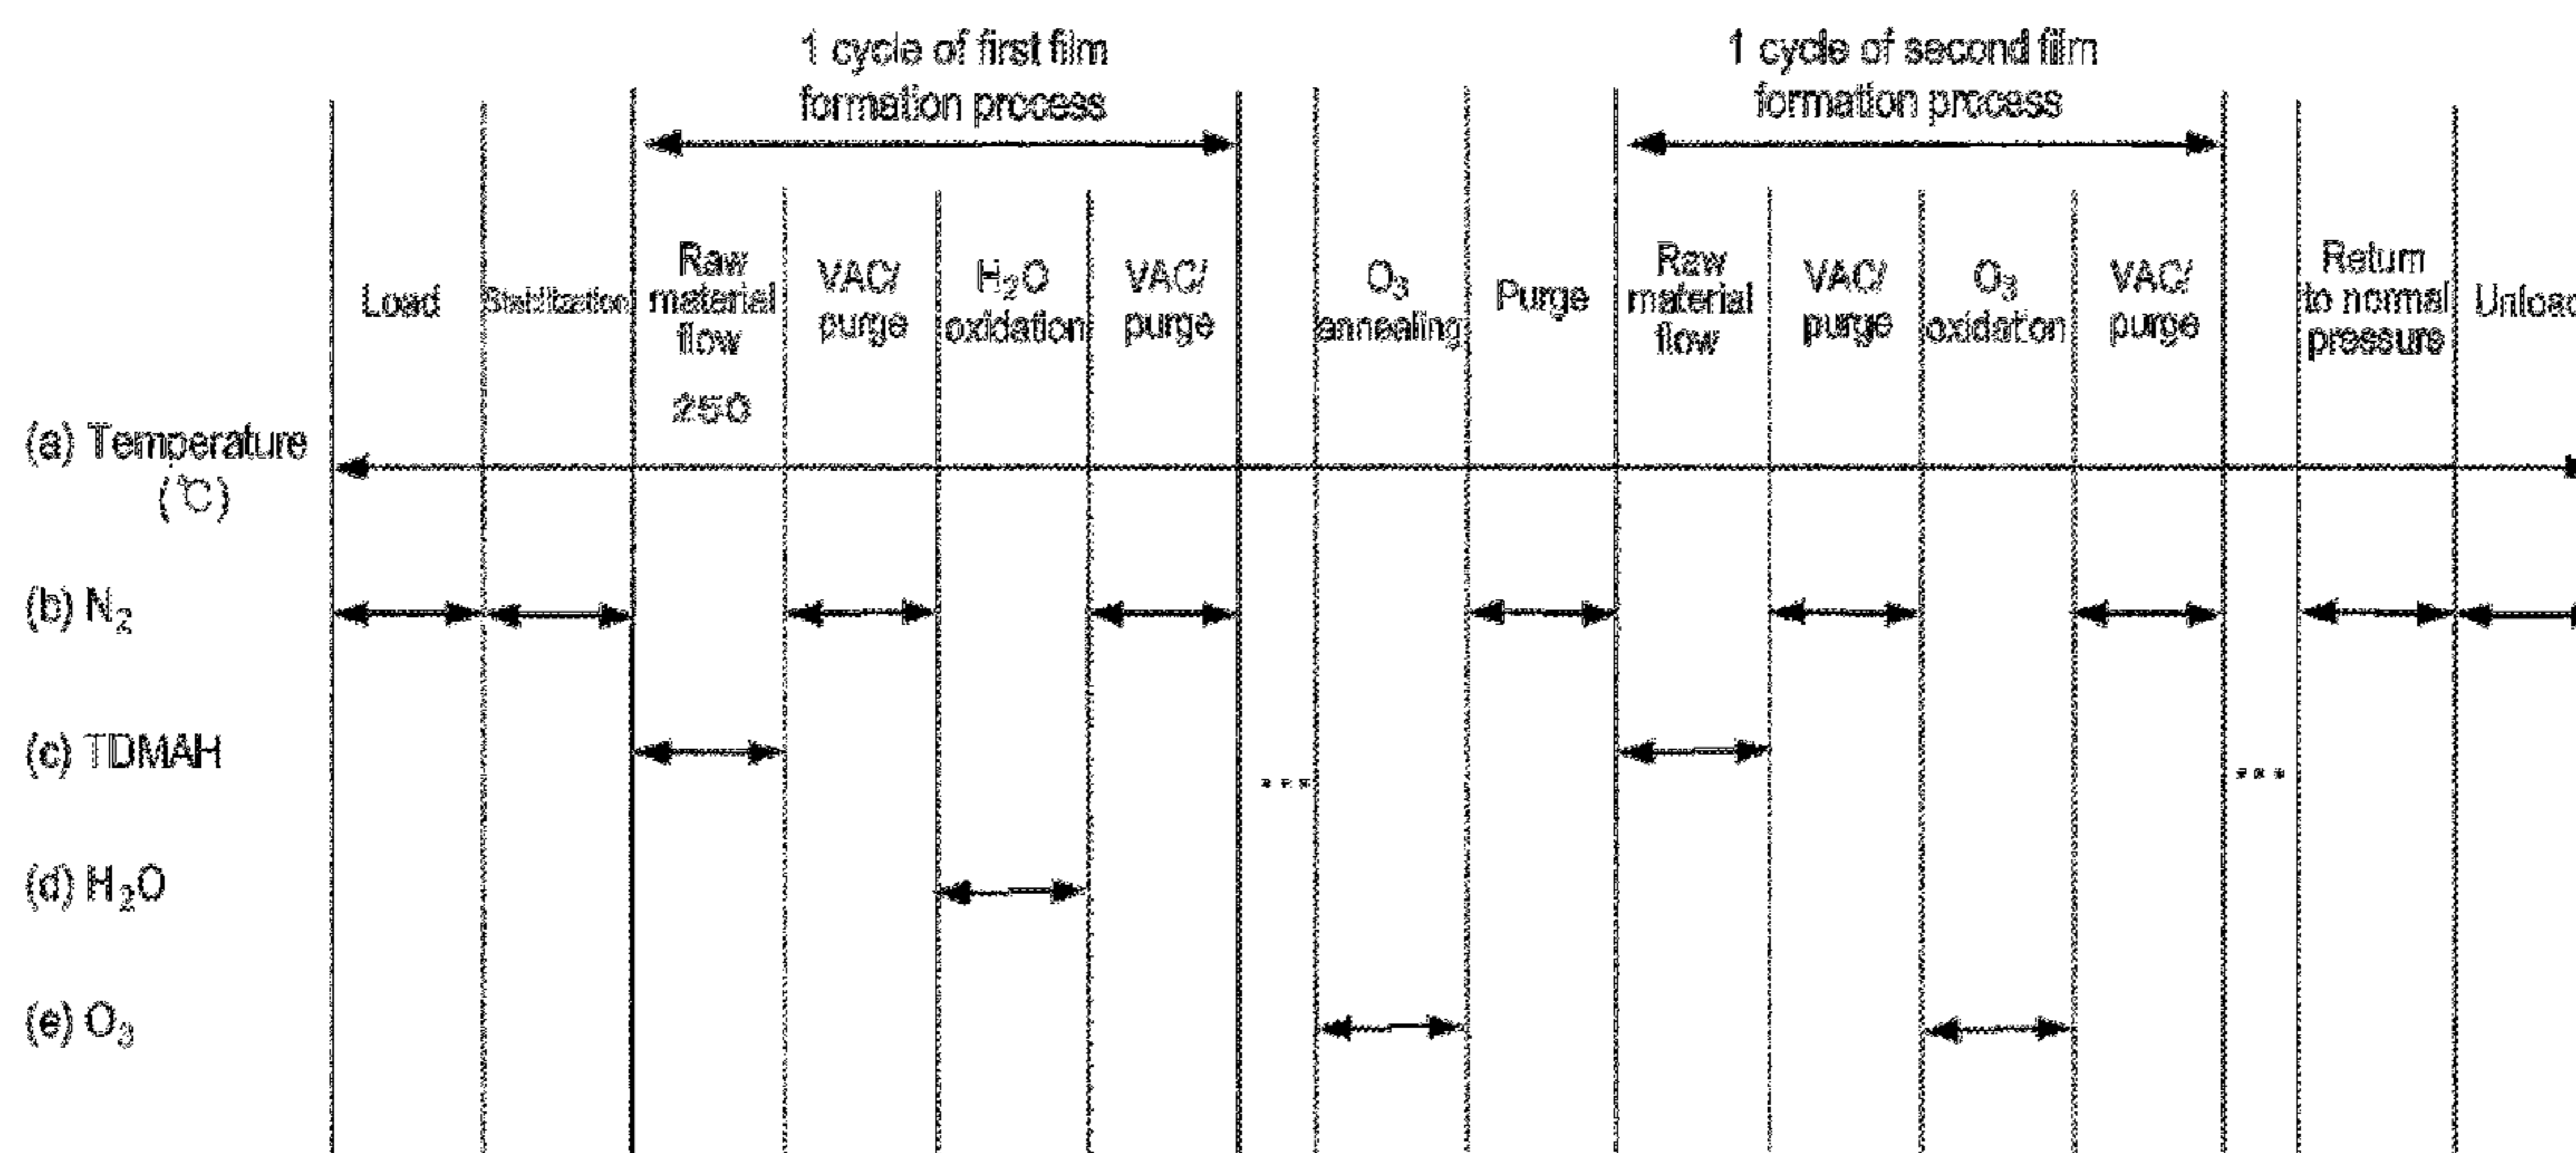 1 cycle of first film
formation process
1 cycle of second film
formation process
Load
Stabilization
Raw
material
flow
VAC/
purge
H₂O
oxidation
VAC/
purge
O₃
annealing
Purge
Raw
material
flow
VAC/
purge
O₃
oxidation
VAC/
purge
Return
to normal
pressure
Unload
250
(a) Temperature
(℃)
(b) N₂
(c) TDMAH
...
...
(d) H₂O
(e) O₃